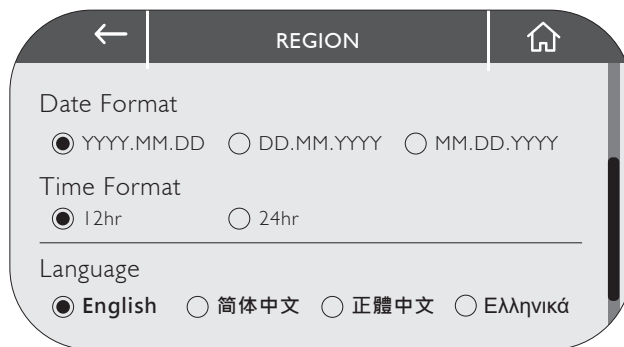 REGION
Date Format
YYYY.MM.DD DD.MM.YYYY MM.DD.YYYY
Time Format
12hr 24hr
Language
English 简体中文 正體中文 Ελληνικά